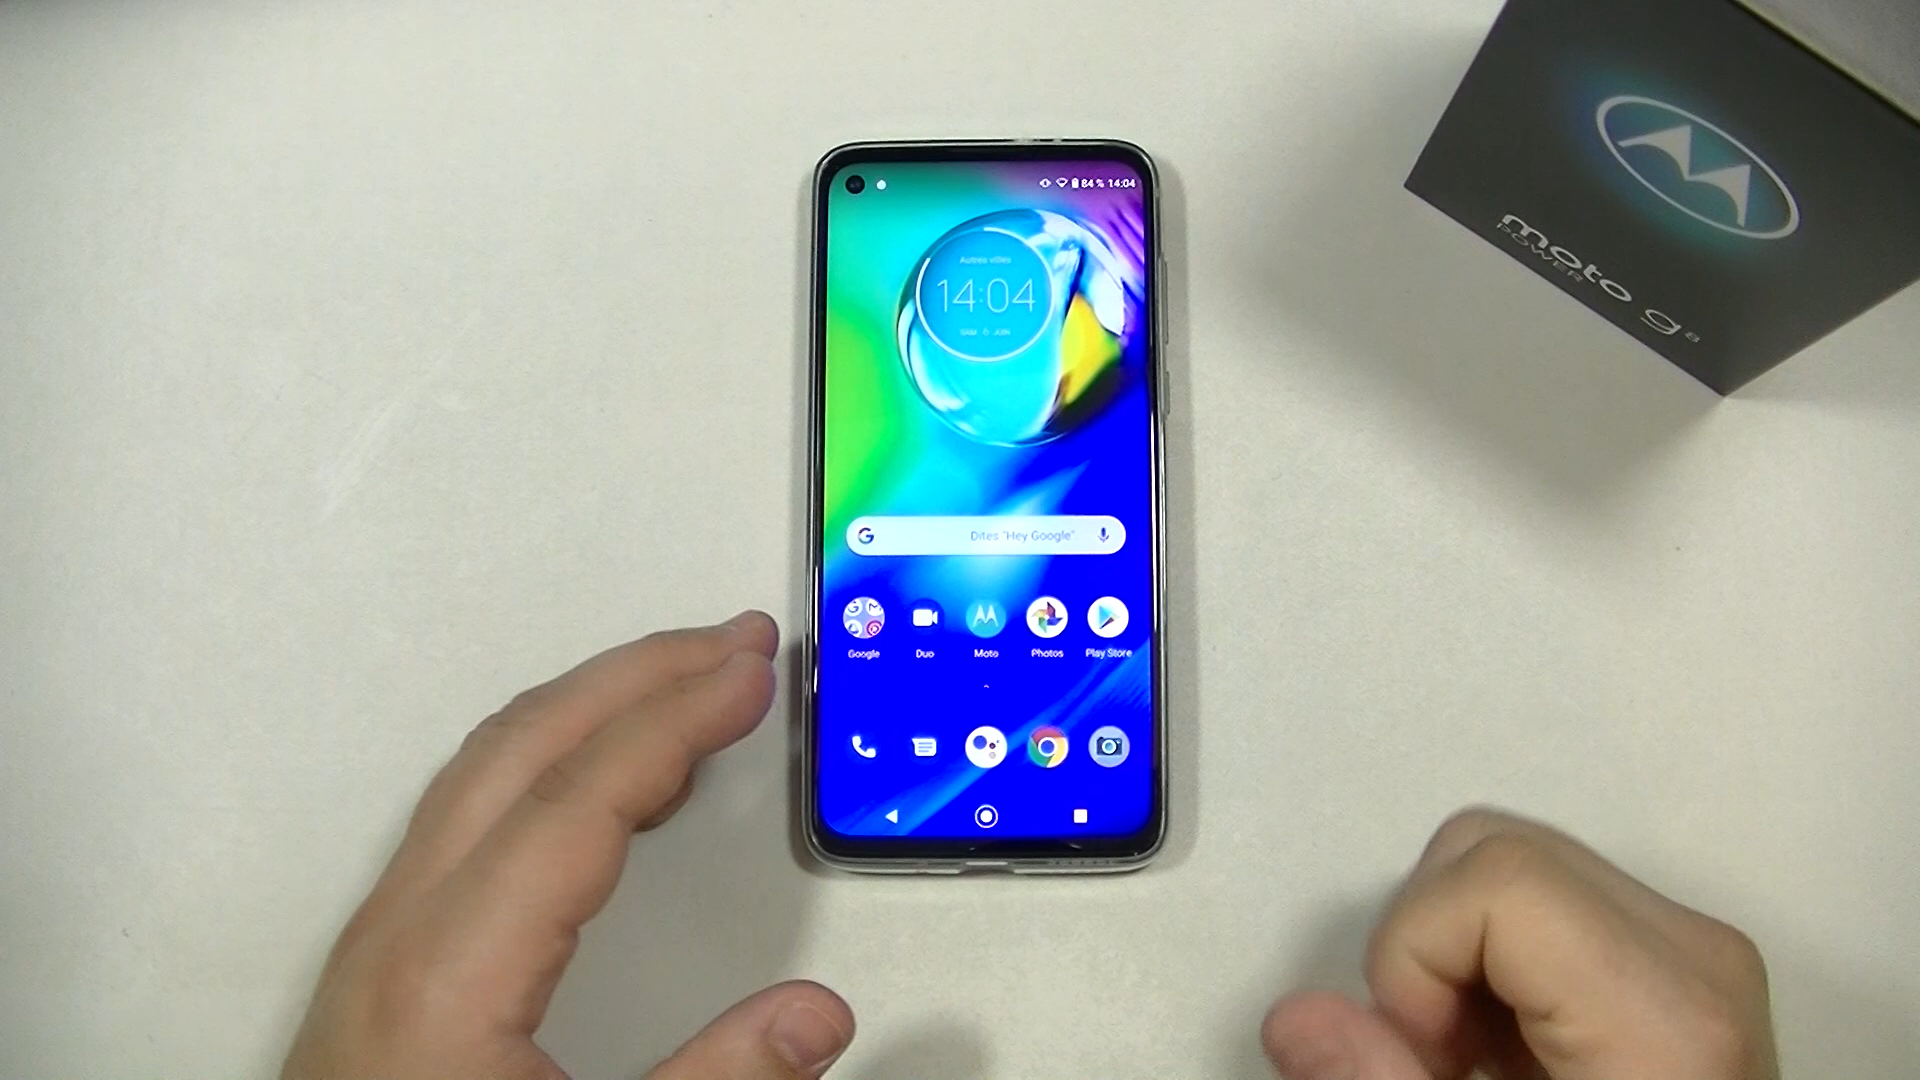 84 % 14:04
Autres villes
14:04
SAM. 6 JUIN
Dites "Hey Google"
Google Duo Moto Photos Play Store
moto g8
POWER